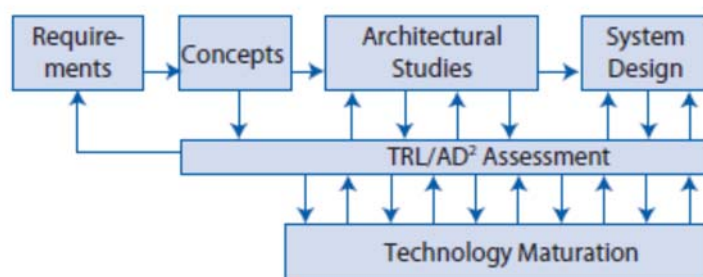 Require-
ments
Concepts
Architectural
Studies
System
Design
TRL/AD² Assessment
Technology Maturation